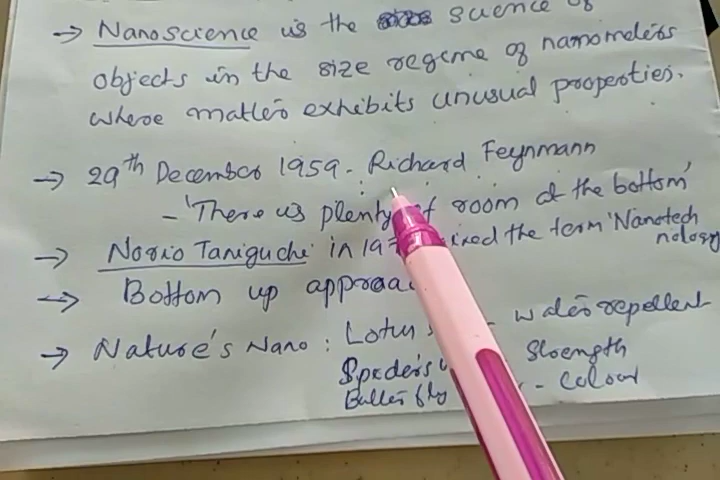 → Nanoscience is the science of
objects in the size regime of nanometers
where matter exhibits unusual properties.
→ 29th December 1959 - Richard Feynmann
- 'There is plenty of room at the bottom'
→ Norio Taniguchi in 197 the term 'Nanotech
nology
→ Bottom up approa
→ Nature's Nano : Lotus - water repellent
Spider's Strength
Butterfly - Colour